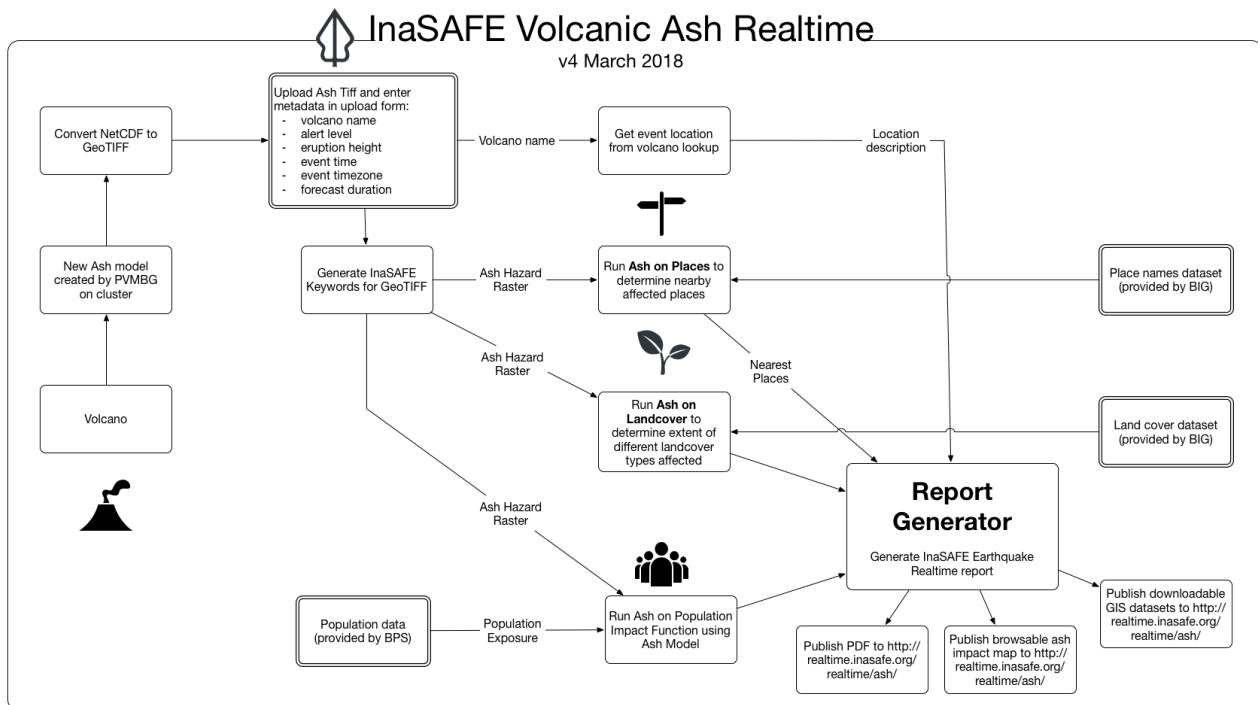 InaSAFE Volcanic Ash Realtime
v4 March 2018
Convert NetCDF to
GeoTIFF
Upload Ash Tiff and enter
metadata in upload form:
- volcano name
- alert level
- eruption height
- event time
- event timezone
- forecast duration
Volcano name
Get event location
from volcano lookup
Location
description
New Ash model
created by PVMBG
on cluster
Generate InaSAFE
Keywords for GeoTIFF
Ash Hazard
Raster
Run Ash on Places to
determine nearby
affected places
Place names dataset
(provided by BIG)
Ash Hazard
Raster
Nearest
Places
Volcano
Run Ash on
Landcover to
determine extent of
different landcover
types affected
Land cover dataset
(provided by BIG)
Ash Hazard
Raster
Report
Generator
Generate InaSAFE Earthquake
Realtime report
Population data
(provided by BPS)
Population
Exposure
Run Ash on Population
Impact Function using
Ash Model
Publish PDF to http://
realtime.inasafe.org/
realtime/ash/
Publish browsable ash
impact map to http://
realtime.inasafe.org/
realtime/ash/
Publish downloadable
GIS datasets to http://
realtime.inasafe.org/
realtime/ash/